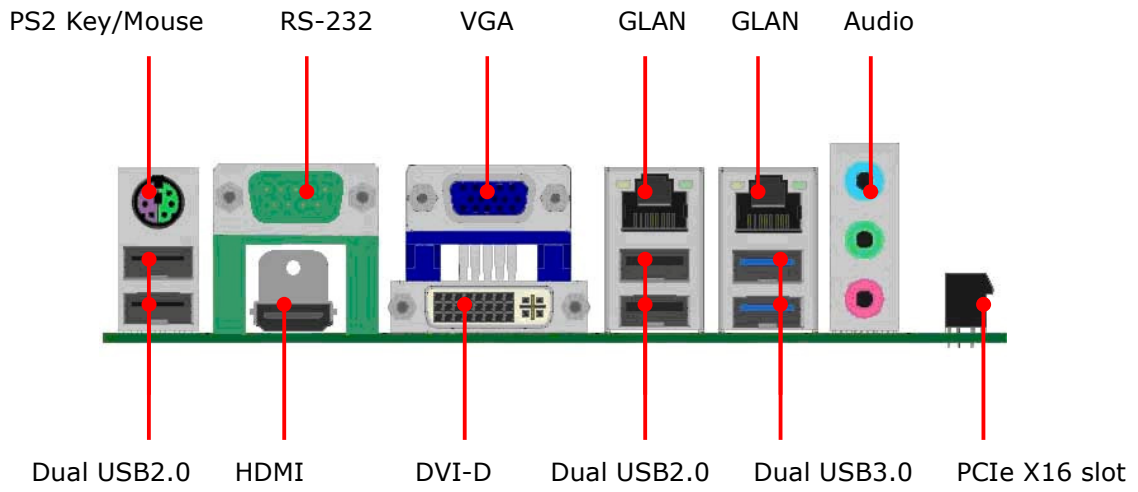 PS2 Key/Mouse RS-232 VGA GLAN GLAN Audio
Dual USB2.0 HDMI DVI-D Dual USB2.0 Dual USB3.0 PCIe X16 slot